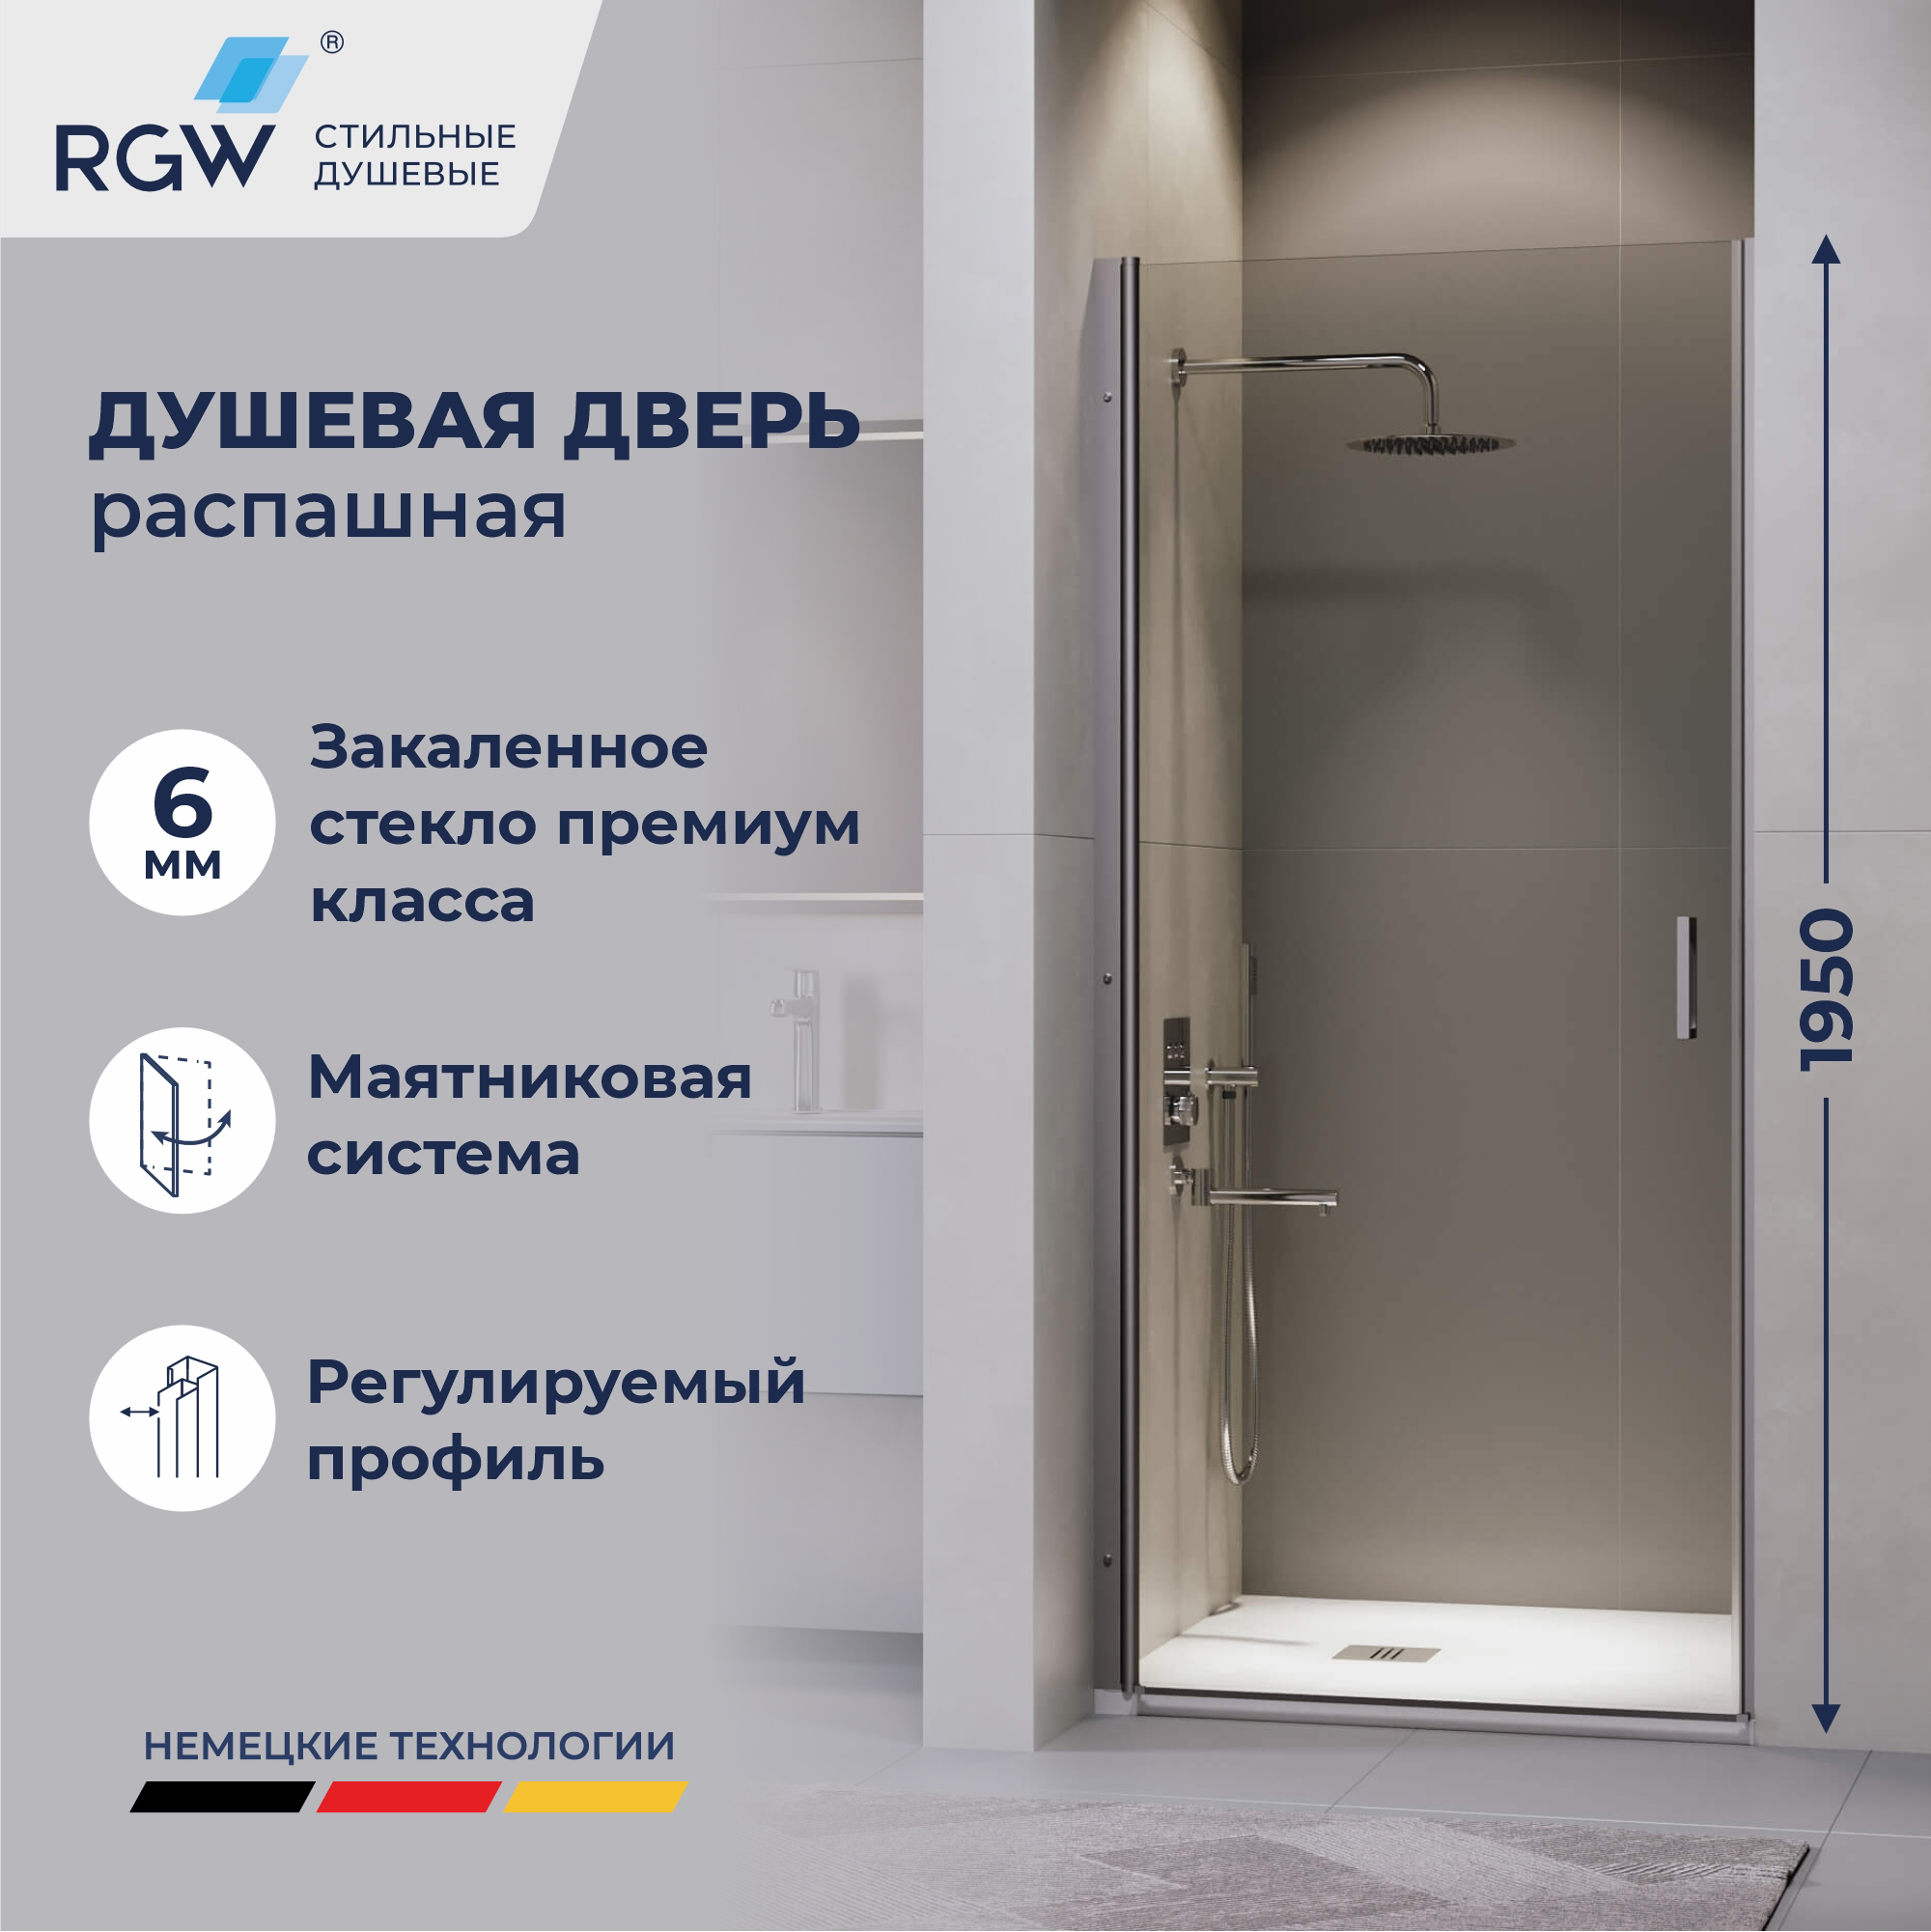 RGW®
СТИЛЬНЫЕ
ДУШЕВЫЕ
ДУШЕВАЯ ДВЕРЬ
распашная
6
мм
Закаленное
стекло премиум
класса
Маятниковая
система
Регулируемый
профиль
1950
НЕМЕЦКИЕ ТЕХНОЛОГИИ